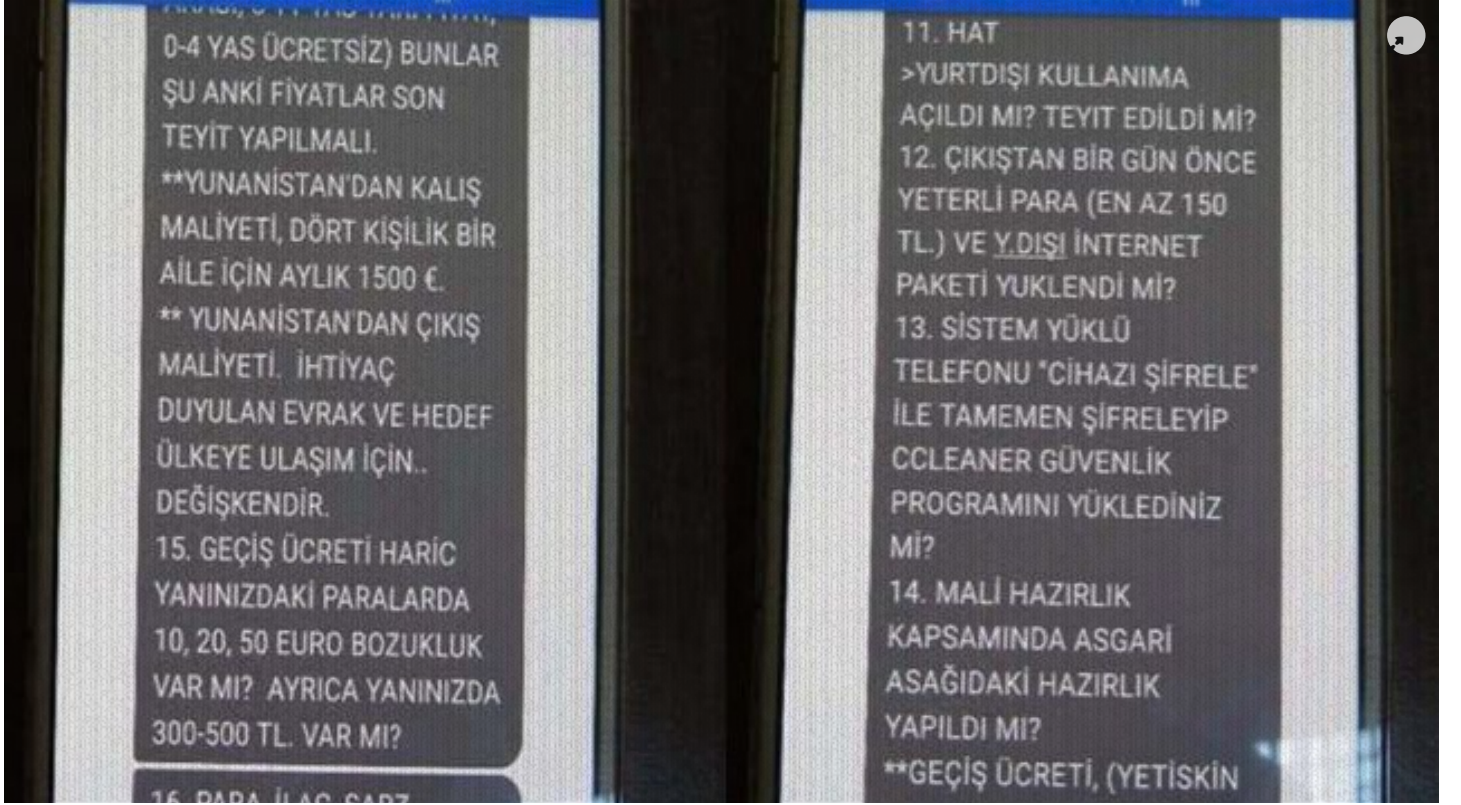 0-4 YAS ÜCRETSİZ) BUNLAR
ŞU ANKİ FİYATLAR SON
TEYİT YAPILMALI.
**YUNANİSTAN'DAN KALIŞ
MALİYETİ, DÖRT KİŞİLİK BİR
AİLE İÇİN AYLIK 1500 €.
** YUNANİSTAN'DAN ÇIKIŞ
MALİYETİ. İHTİYAÇ
DUYULAN EVRAK VE HEDEF
ÜLKEYE ULAŞIM İÇİN..
DEĞİŞKENDİR.
15. GEÇİŞ ÜCRETİ HARİC
YANINIZDAKİ PARALARDA
10, 20, 50 EURO BOZUKLUK
VAR MI? AYRICA YANINIZDA
300-500 TL. VAR MI?
16. PARA, İLAÇ, ŞARZ
11. HAT
>YURTDIŞI KULLANIMA
AÇILDI MI? TEYIT EDİLDİ Mİ?
12. ÇIKIŞTAN BİR GÜN ÖNCE
YETERLİ PARA (EN AZ 150
TL.) VE Y.DIŞI İNTERNET
PAKETİ YUKLENDİ Mİ?
13. SİSTEM YÜKLÜ
TELEFONU "CİHAZI ŞİFRELE"
İLE TAMEMEN ŞİFRELEYİP
CCLEANER GÜVENLİK
PROGRAMINI YÜKLEDİNİZ
Mİ?
14. MALİ HAZIRLIK
KAPSAMINDA ASGARİ
ASAĞIDAKİ HAZIRLIK
YAPILDI MI?
**GEÇİŞ ÜCRETİ, (YETİSKİN